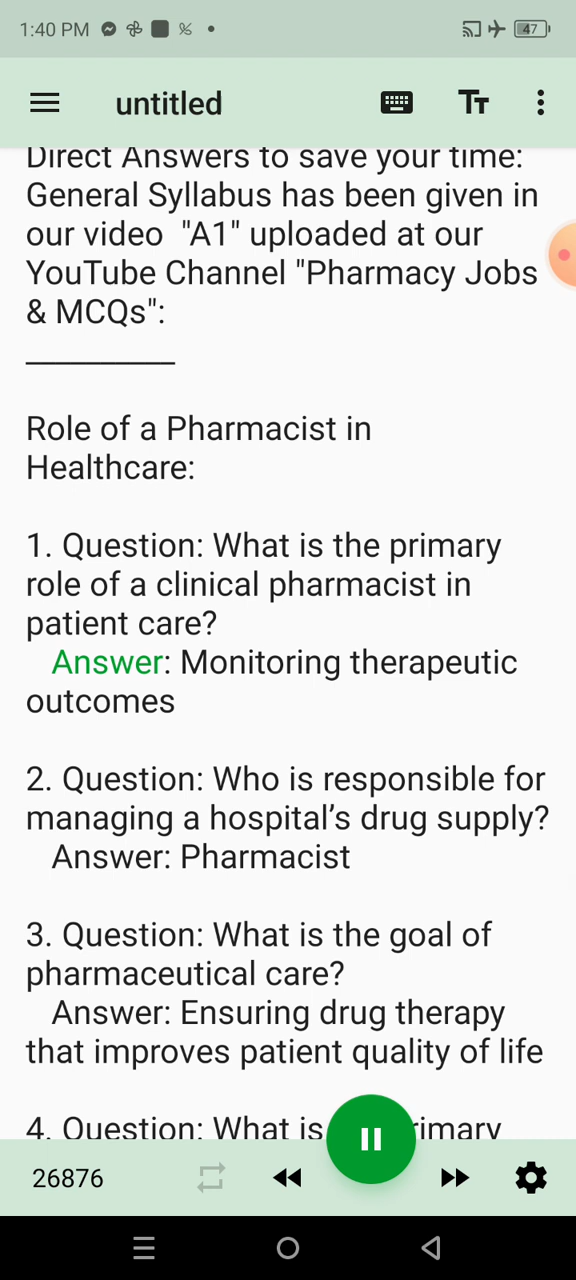 1:40 PM
47
untitled
Direct Answers to save your time:
General Syllabus has been given in
our video  "A1" uploaded at our
YouTube Channel "Pharmacy Jobs
& MCQs":
_________
Role of a Pharmacist in
Healthcare:
1. Question: What is the primary
role of a clinical pharmacist in
patient care?
Answer: Monitoring therapeutic
outcomes
2. Question: Who is responsible for
managing a hospital’s drug supply?
Answer: Pharmacist
3. Question: What is the goal of
pharmaceutical care?
Answer: Ensuring drug therapy
that improves patient quality of life
4. Question: What is
26876